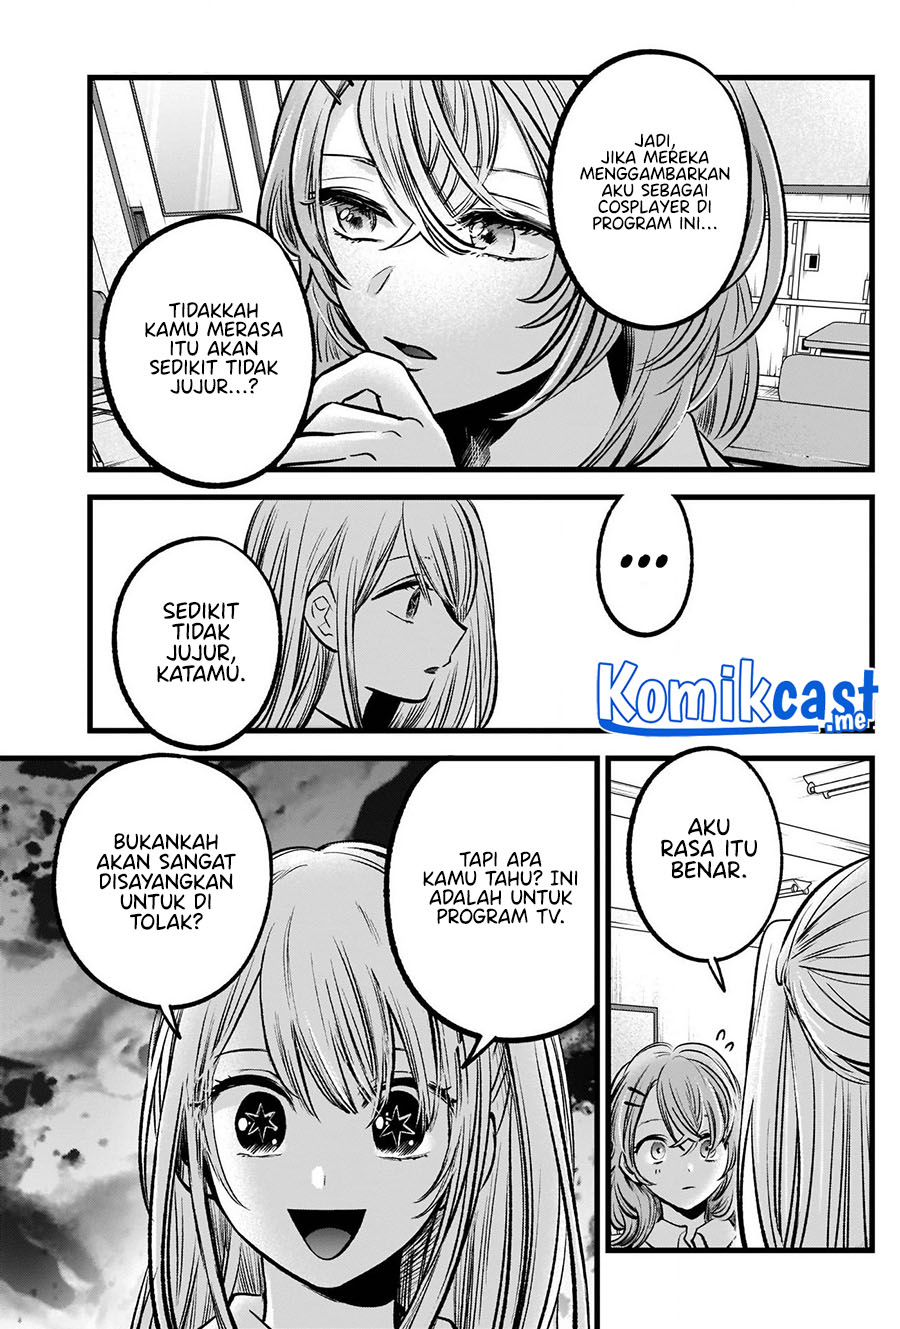 JADI,
JIKA MEREKA
MENGGAMBARKAN
AKU SEBAGAI
COSPLAYER DI
PROGRAM INI...
TIDAKKAH
KAMU MERASA
ITU AKAN
SEDIKIT TIDAK
JUJUR...?
...
SEDIKIT
TIDAK
JUJUR,
KATAMU.
Komikcast
.me
AKU
RASA ITU
BENAR.
TAPI APA
KAMU TAHU? INI
ADALAH UNTUK
PROGRAM TV.
BUKANKAH
AKAN SANGAT
DISAYANGKAN
UNTUK DI
TOLAK?